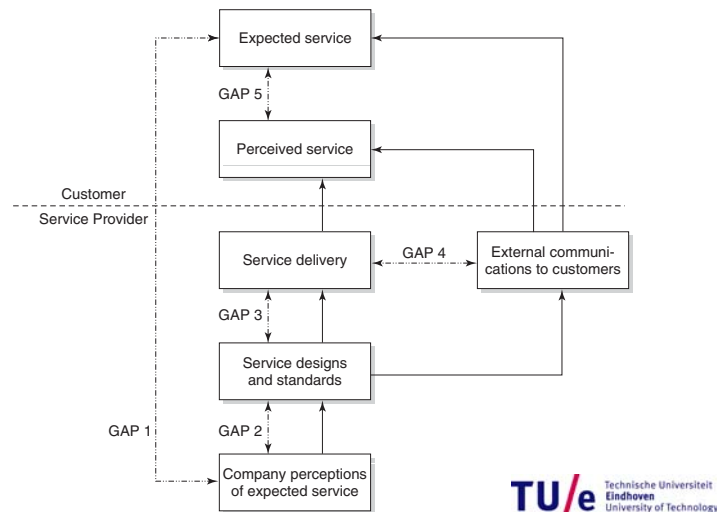 Expected service
GAP 5
Perceived service
Customer
Service Provider
Service delivery
GAP 4
External communi-
cations to customers
GAP 3
Service designs
and standards
GAP 1
GAP 2
Company perceptions
of expected service
TU/e
Technische Universiteit
Eindhoven
University of Technology